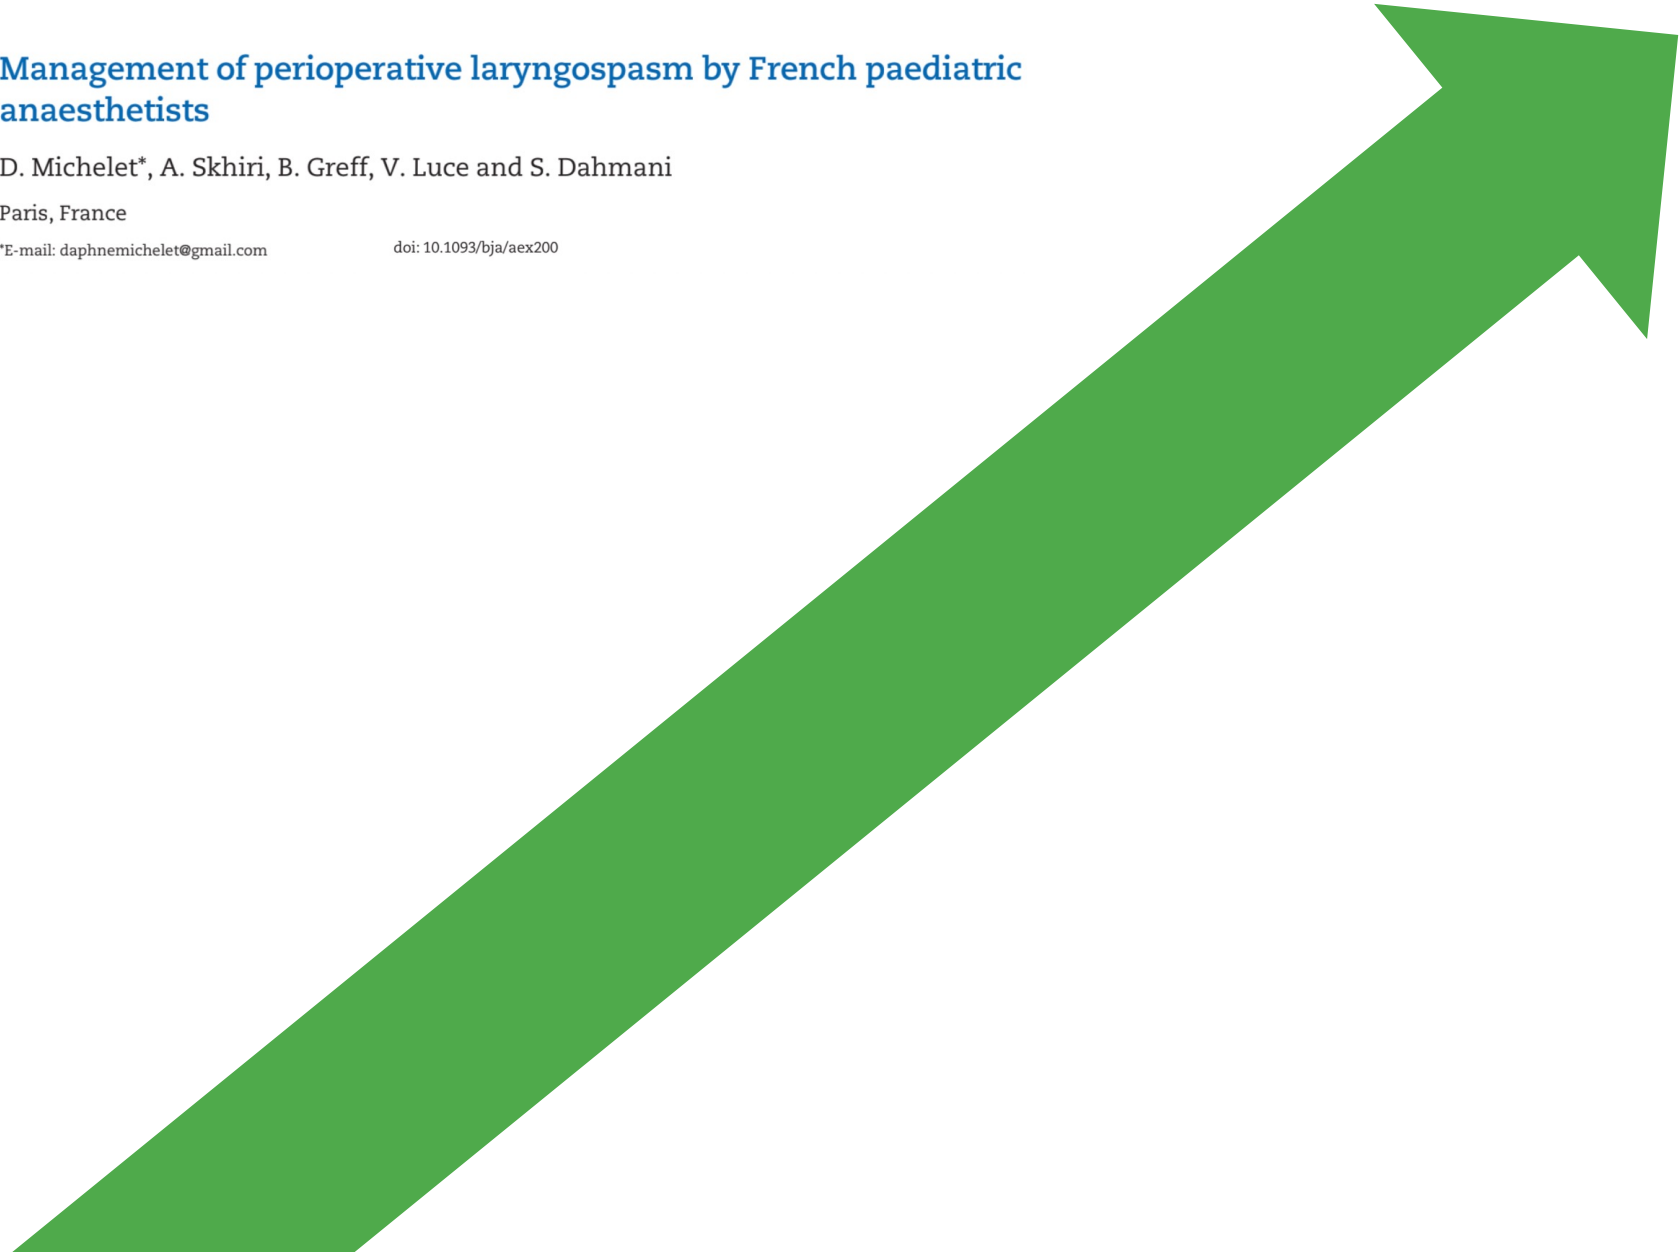 Management of perioperative laryngospasm by French paediatric
anaesthetists
D. Michelet*, A. Skhiri, B. Greff, V. Luce and S. Dahmani
Paris, France
*E-mail: daphnemichelet@gmail.com
doi: 10.1093/bja/aex200